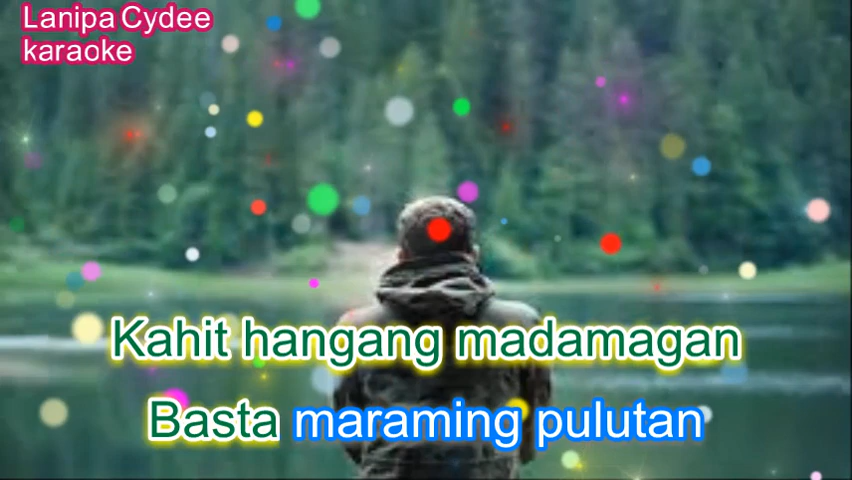 Lanipa Cydee
karaoke
Kahit hangang madamagan
Basta maraming pulutan